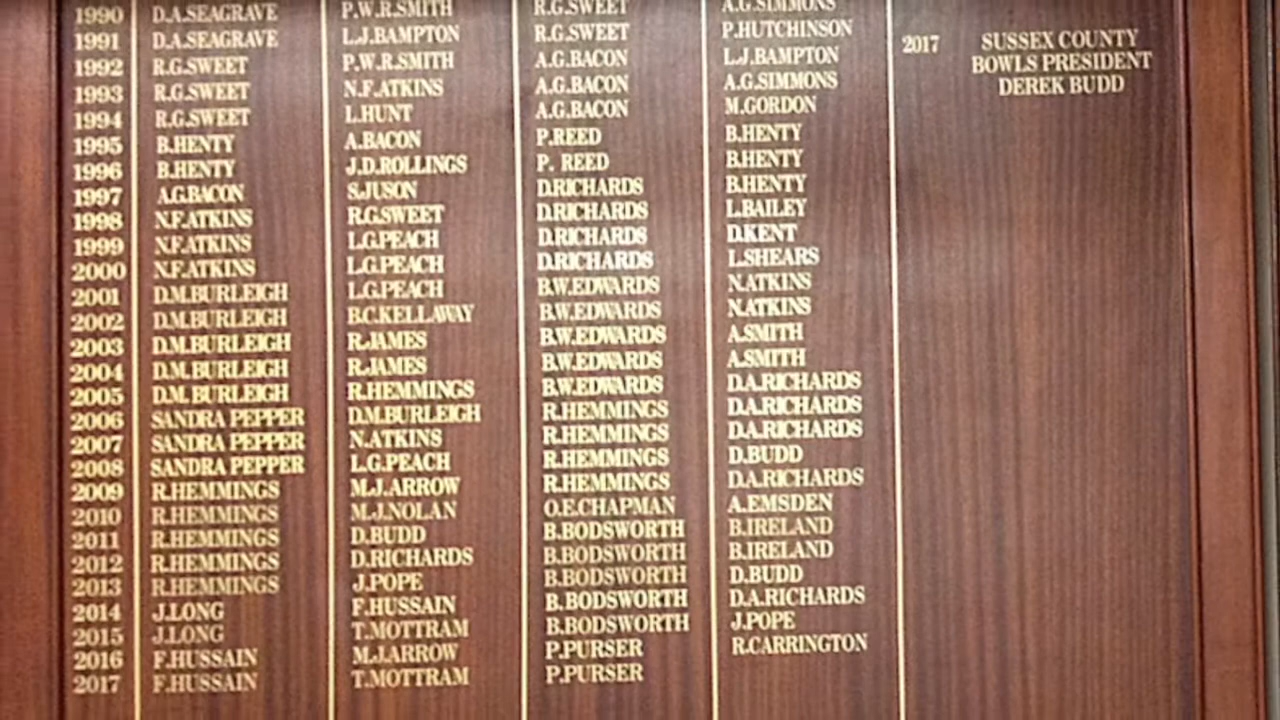 1990 D.A.SEAGRAVE P.W.R.SMITH R.G.SWEET A.G.SIMMONS
1991 D.A.SEAGRAVE L.J.BAMPTON R.G.SWEET P.HUTCHINSON
1992 R.G.SWEET P.W.R.SMITH A.G.BACON L.J.BAMPTON
1993 R.G.SWEET N.F.ATKINS A.G.BACON A.G.SIMMONS
1994 R.G.SWEET L.HUNT A.G.BACON M.GORDON
1995 B.HENTY A.BACON P.REED B.HENTY
1996 B.HENTY J.D.ROLLINGS P. REED B.HENTY
1997 A.G.BACON S.JUSON D.RICHARDS B.HENTY
1998 N.F.ATKINS R.G.SWEET D.RICHARDS L.BAILEY
1999 N.F.ATKINS L.G.PEACH D.RICHARDS D.KENT
2000 N.F.ATKINS L.G.PEACH D.RICHARDS L.SHEARS
2001 D.M.BURLEIGH L.G.PEACH B.W.EDWARDS N.ATKINS
2002 D.M.BURLEIGH B.C.KELLAWAY B.W.EDWARDS N.ATKINS
2003 D.M.BURLEIGH R.JAMES B.W.EDWARDS A.SMITH
2004 D.M.BURLEIGH R.JAMES B.W.EDWARDS A.SMITH
2005 D.M.BURLEIGH R.HEMMINGS B.W.EDWARDS D.A.RICHARDS
2006 SANDRA PEPPER D.M.BURLEIGH R.HEMMINGS D.A.RICHARDS
2007 SANDRA PEPPER N.ATKINS R.HEMMINGS D.A.RICHARDS
2008 SANDRA PEPPER L.G.PEACH R.HEMMINGS D.BUDD
2009 R.HEMMINGS M.J.ARROW R.HEMMINGS D.A.RICHARDS
2010 R.HEMMINGS M.J.NOLAN O.E.CHAPMAN A.EMSDEN
2011 R.HEMMINGS D.BUDD B.BODSWORTH B.IRELAND
2012 R.HEMMINGS D.RICHARDS B.BODSWORTH B.IRELAND
2013 R.HEMMINGS J.POPE B.BODSWORTH D.BUDD
2014 J.LONG F.HUSSAIN B.BODSWORTH D.A.RICHARDS
2015 J.LONG T.MOTTRAM B.BODSWORTH J.POPE
2016 F.HUSSAIN M.J.ARROW P.PURSER R.CARRINGTON
2017 F.HUSSAIN T.MOTTRAM P.PURSER
2017 SUSSEX COUNTY
BOWLS PRESIDENT
DEREK BUDD